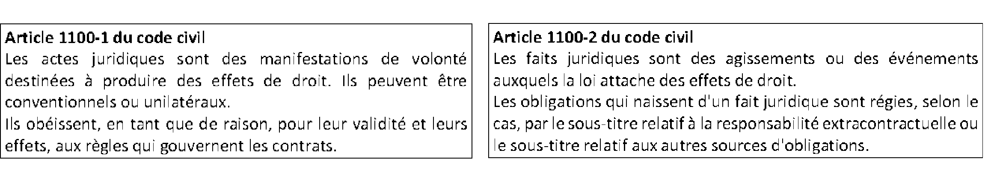 Article 1100-1 du code civil
Les actes juridiques sont des manifestations de volonté
destinées à produire des effets de droit. Ils peuvent être
conventionnels ou unilatéraux.
Ils obéissent, en tant que de raison, pour leur validité et leurs
effets, aux règles qui gouvernent les contrats.
Article 1100-2 du code civil
Les faits juridiques sont des agissements ou des événements
auxquels la loi attache des effets de droit.
Les obligations qui naissent d'un fait juridique sont régies, selon le
cas, par le sous-titre relatif à la responsabilité extracontractuelle ou
le sous-titre relatif aux autres sources d'obligations.